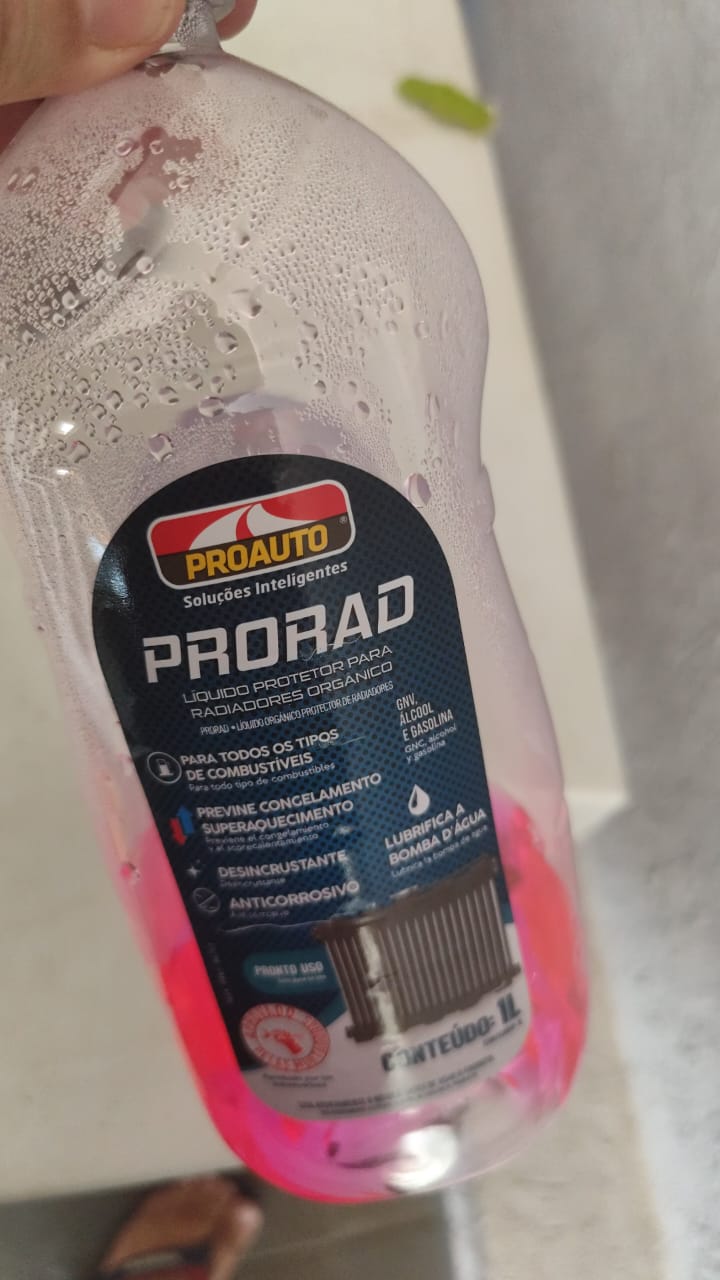 PROAUTO
®
Soluções Inteligentes
PRORAD
LÍQUIDO PROTETOR PARA
RADIADORES ORGÂNICO
PRORAD • LÍQUIDO ORGÁNICO PROTECTOR DE RADIADORES
GNV,
ÁLCOOL
E GASOLINA
GNC, alcohol
y gasolina
PARA TODOS OS TIPOS
DE COMBUSTÍVEIS
Para todo tipo de combustibles
PREVINE CONGELAMENTO
SUPERAQUECIMENTO
Previene el congelamiento
y el sobrecalentamiento
LUBRIFICA A
BOMBA D'ÁGUA
Lubrica la bomba de agua
DESINCRUSTANTE
Desincrustante
ANTICORROSIVO
PRONTO USO
CONTEÚDO: 1L